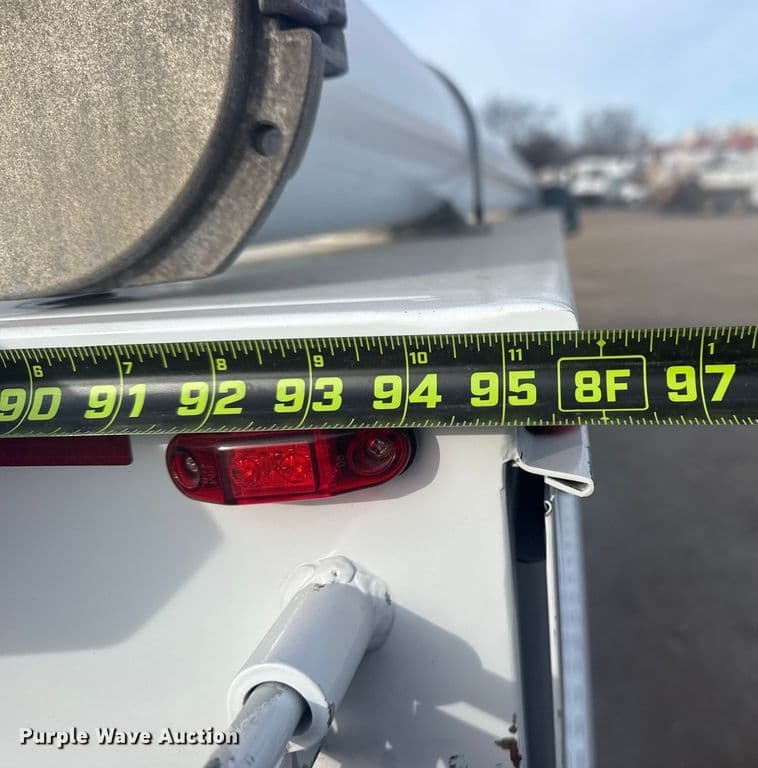 6 7 8 9 10 11 1
90 91 92 93 94 95 8F 97
Purple Wave Auction